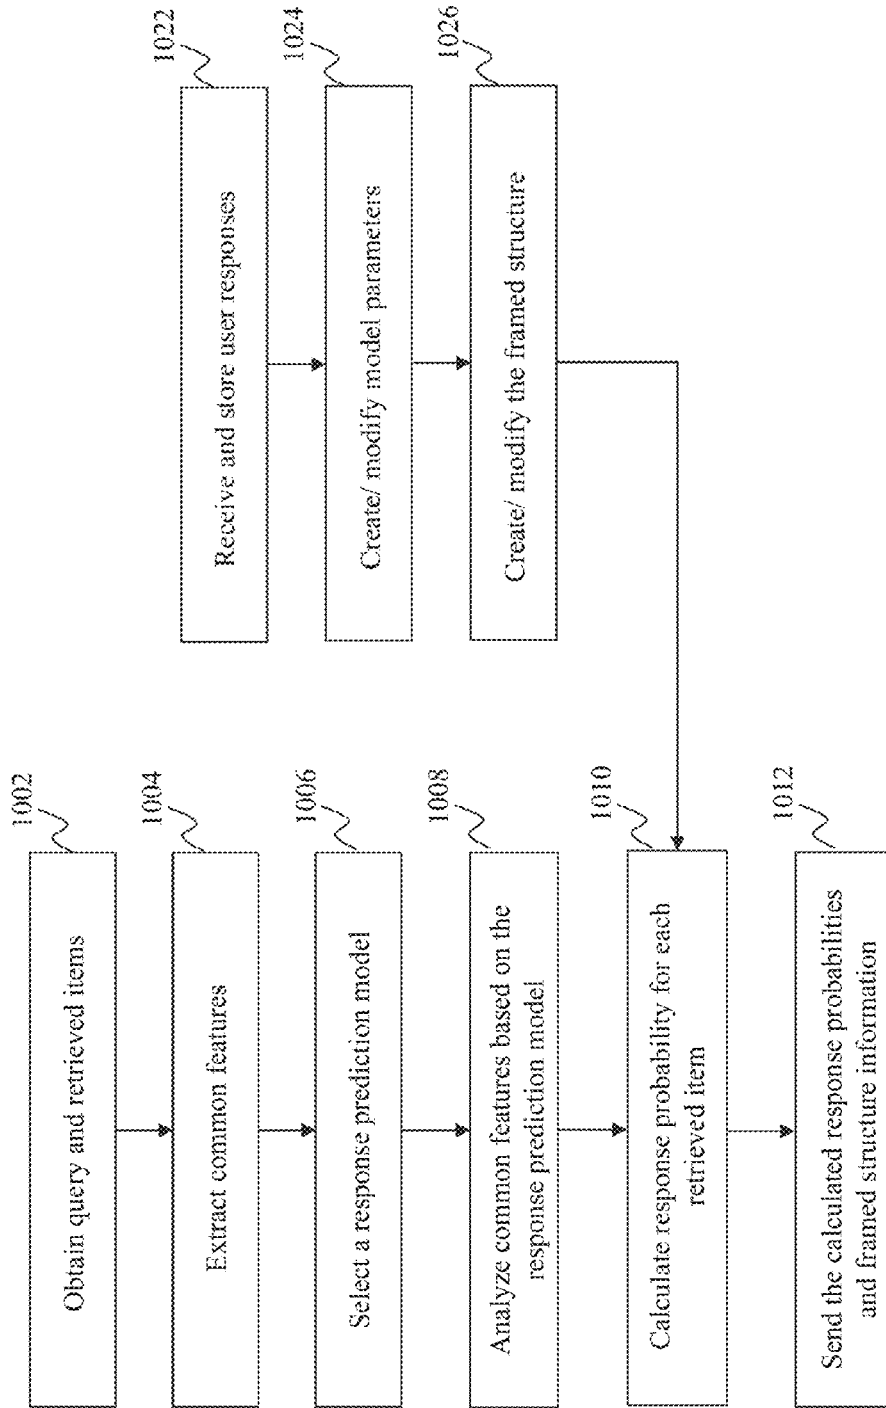 1002
Obtain query and retrieved items
1004
Extract common features
1006
Select a response prediction model
1008
Analyze common features based on the
response prediction model
1010
Calculate response probability for each
retrieved item
1012
Send the calculated response probabilities
and framed structure information
1022
Receive and store user responses
1024
Create/ modify model parameters
1026
Create/ modify the framed structure